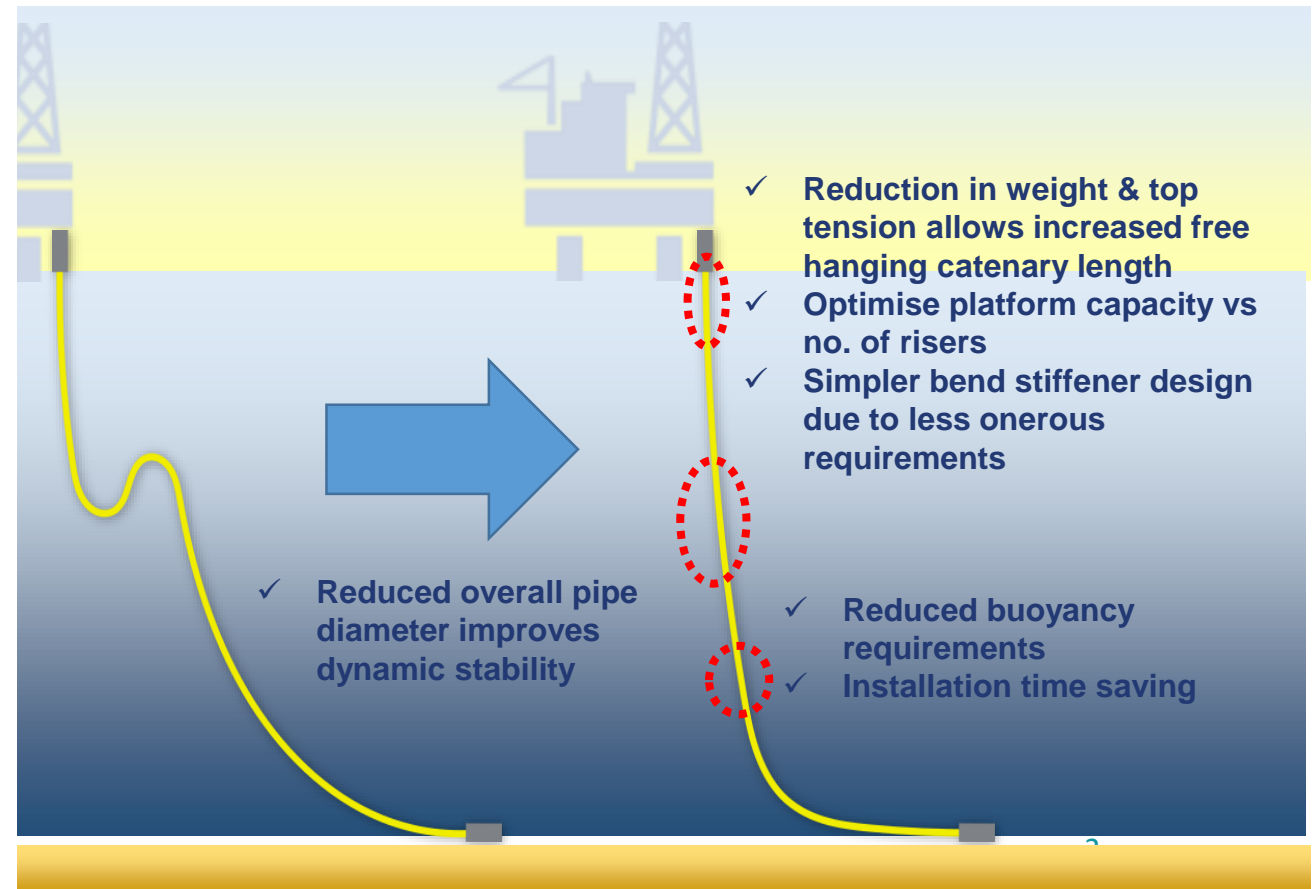 ✓ Reduction in weight & top
tension allows increased free
hanging catenary length
✓ Optimise platform capacity vs
no. of risers
✓ Simpler bend stiffener design
due to less onerous
requirements
✓ Reduced overall pipe
diameter improves
dynamic stability
✓ Reduced buoyancy
requirements
✓ Installation time saving